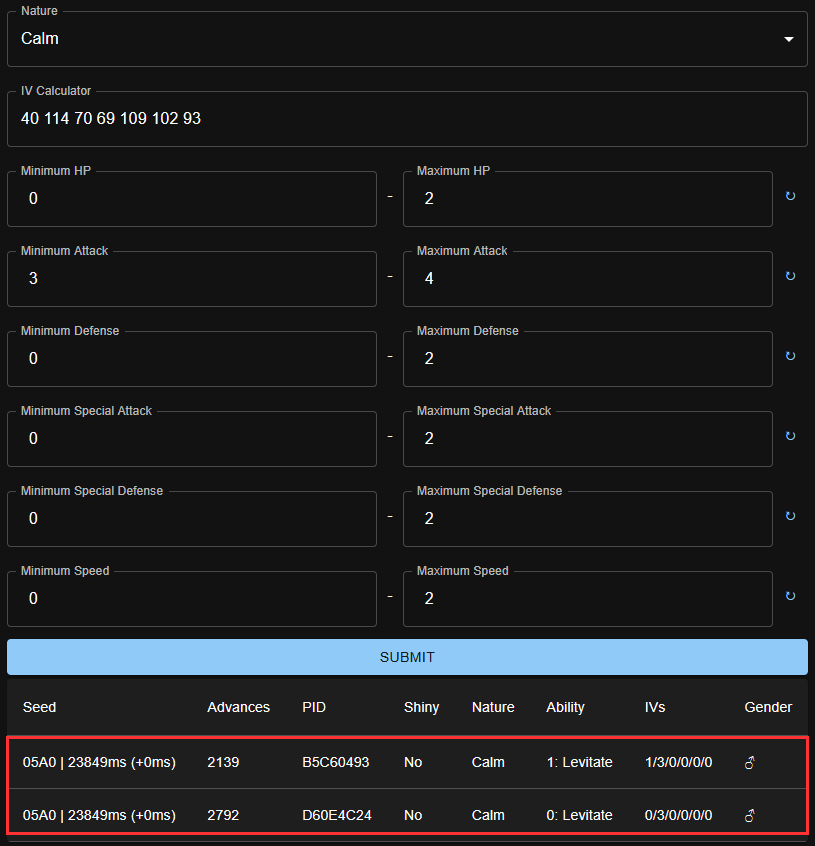 Nature
Calm
IV Calculator
40 114 70 69 109 102 93
Minimum HP Maximum HP
0 - 2 ↻
Minimum Attack Maximum Attack
3 - 4 ↻
Minimum Defense Maximum Defense
0 - 2 ↻
Minimum Special Attack Maximum Special Attack
0 - 2 ↻
Minimum Special Defense Maximum Special Defense
0 - 2 ↻
Minimum Speed Maximum Speed
0 - 2 ↻
SUBMIT
Seed Advances PID Shiny Nature Ability IVs Gender
05A0 | 23849ms (+0ms) 2139 B5C60493 No Calm 1: Levitate 1/3/0/0/0/0 ♂
05A0 | 23849ms (+0ms) 2792 D60E4C24 No Calm 0: Levitate 0/3/0/0/0/0 ♂